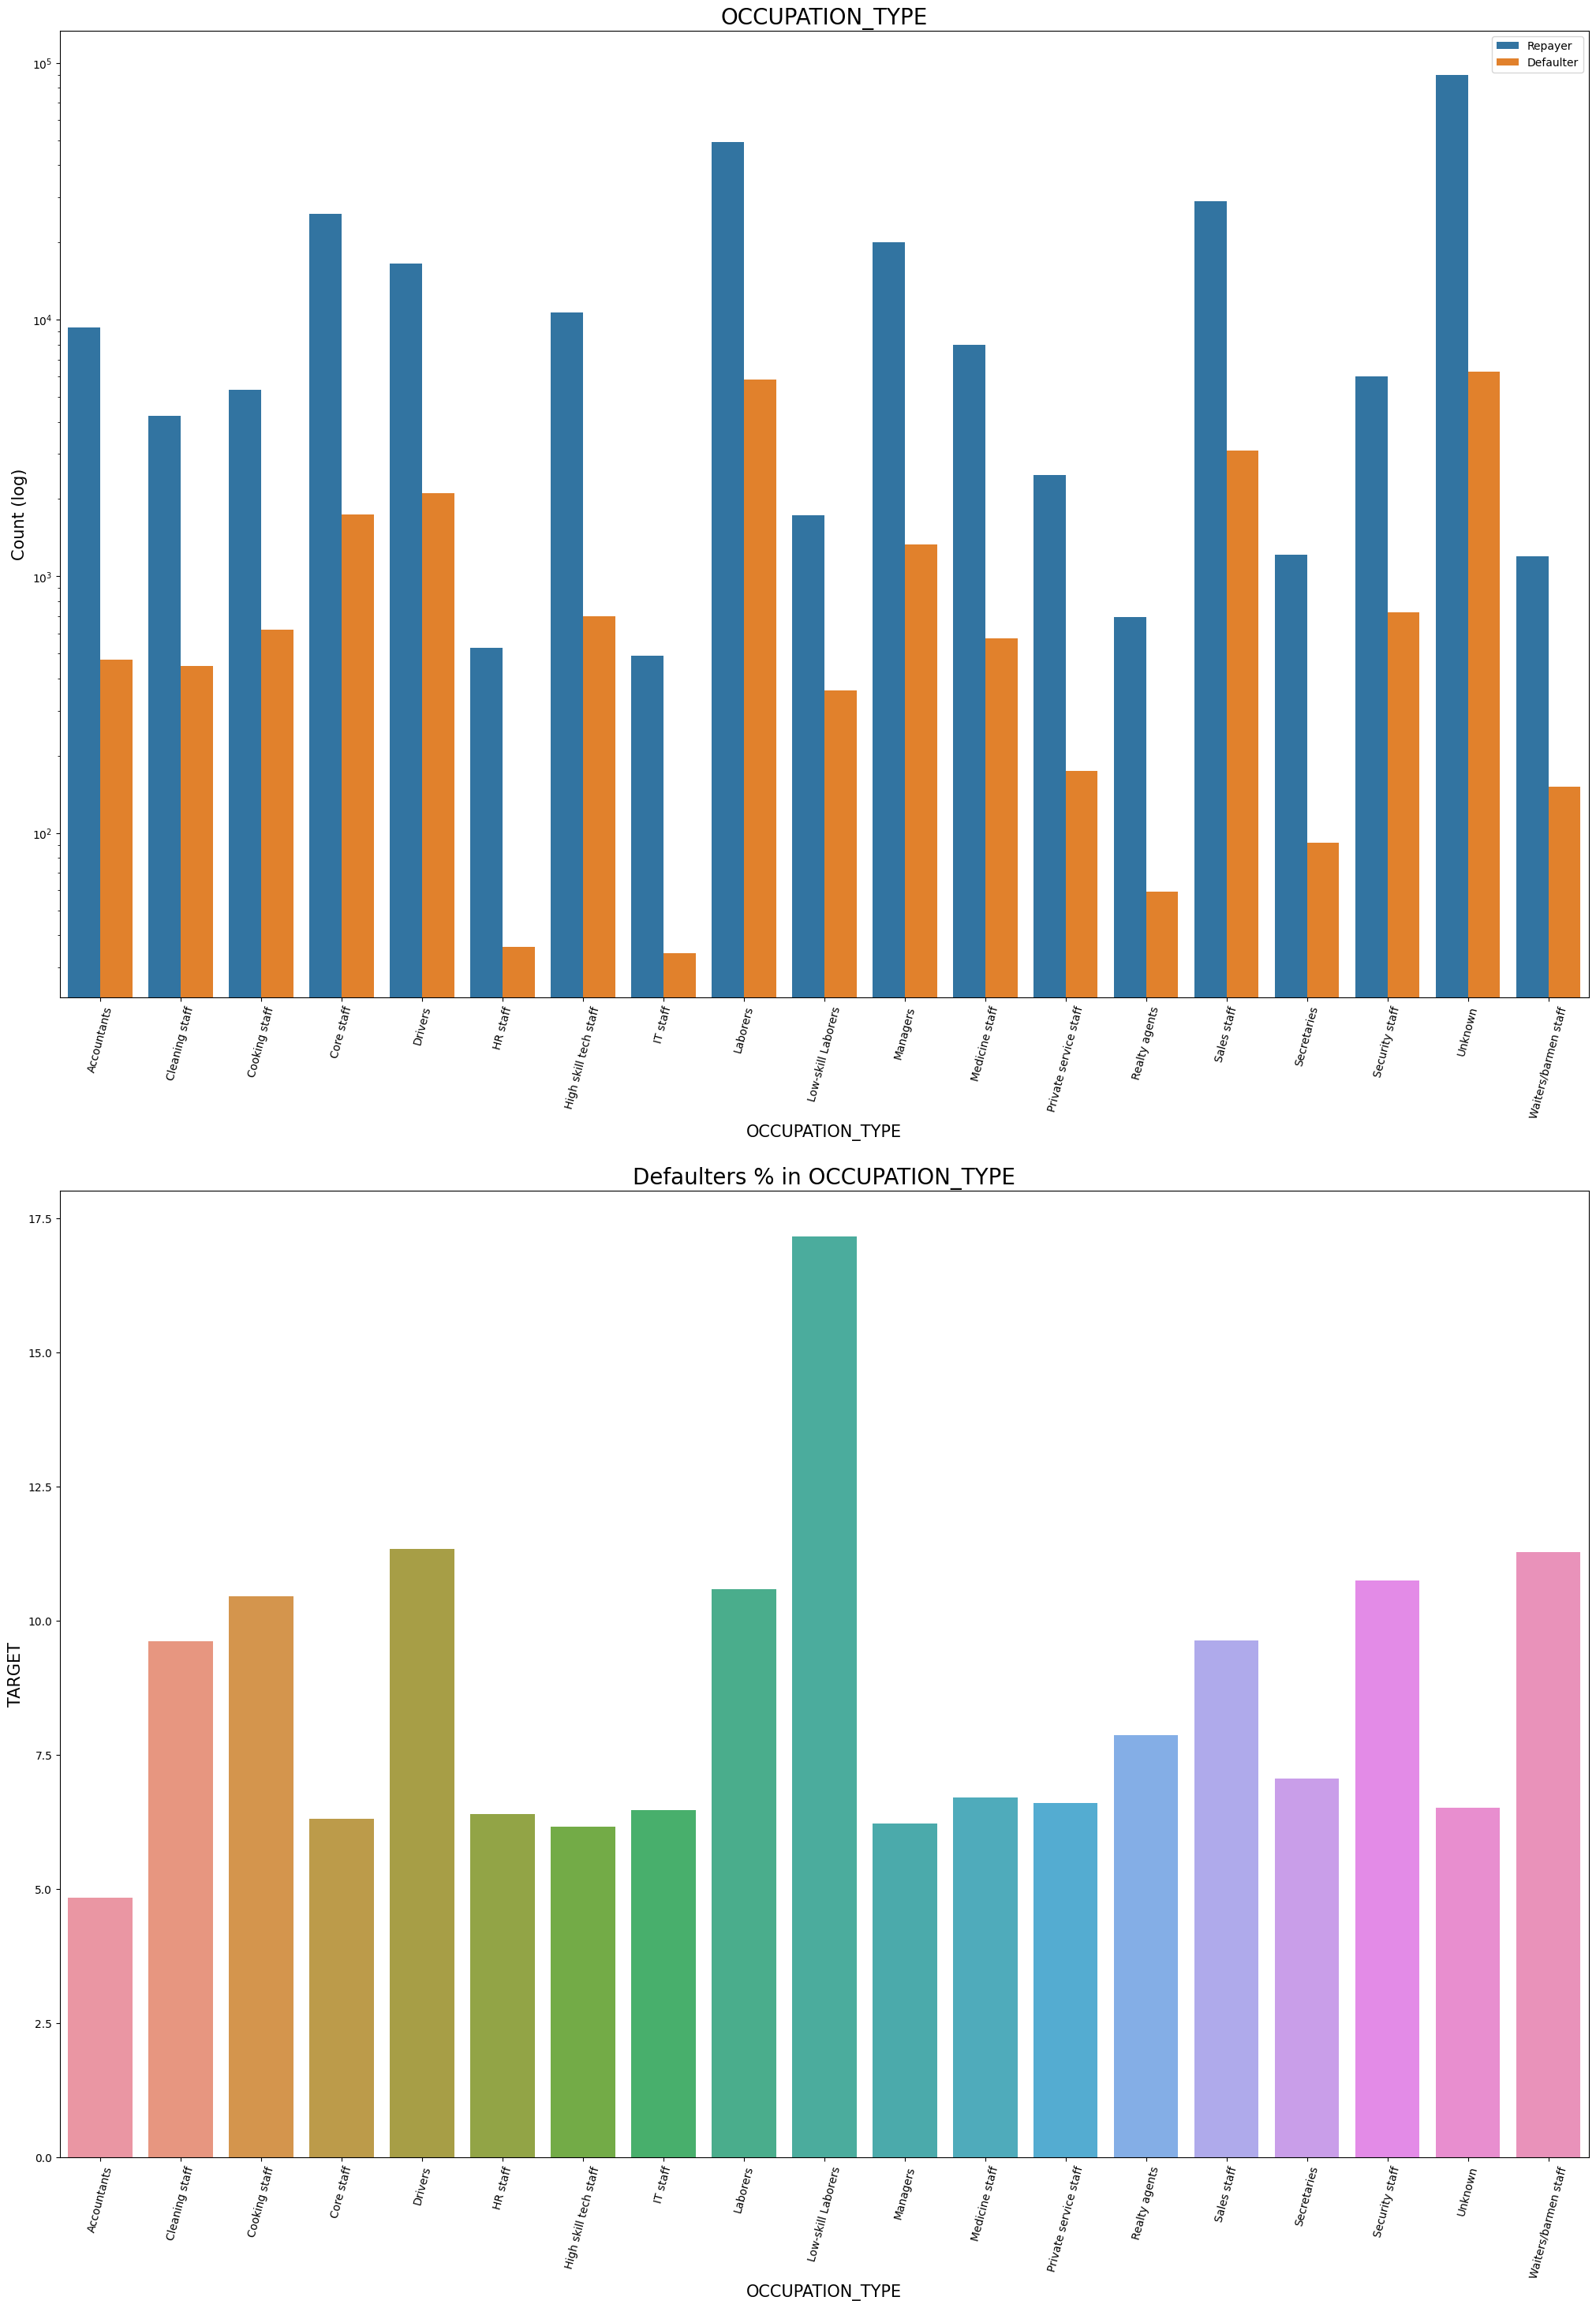 OCCUPATION_TYPE
Repayer
Defaulter
10^5
10^4
10^3
10^2
Count (log)
Accountants
Cleaning staff
Cooking staff
Core staff
Drivers
HR staff
High skill tech staff
IT staff
Laborers
Low-skill Laborers
Managers
Medicine staff
Private service staff
Realty agents
Sales staff
Secretaries
Security staff
Unknown
Waiters/barmen staff
OCCUPATION_TYPE
Defaulters % in OCCUPATION_TYPE
17.5
15.0
12.5
10.0
7.5
5.0
2.5
0.0
TARGET
Accountants
Cleaning staff
Cooking staff
Core staff
Drivers
HR staff
High skill tech staff
IT staff
Laborers
Low-skill Laborers
Managers
Medicine staff
Private service staff
Realty agents
Sales staff
Secretaries
Security staff
Unknown
Waiters/barmen staff
OCCUPATION_TYPE